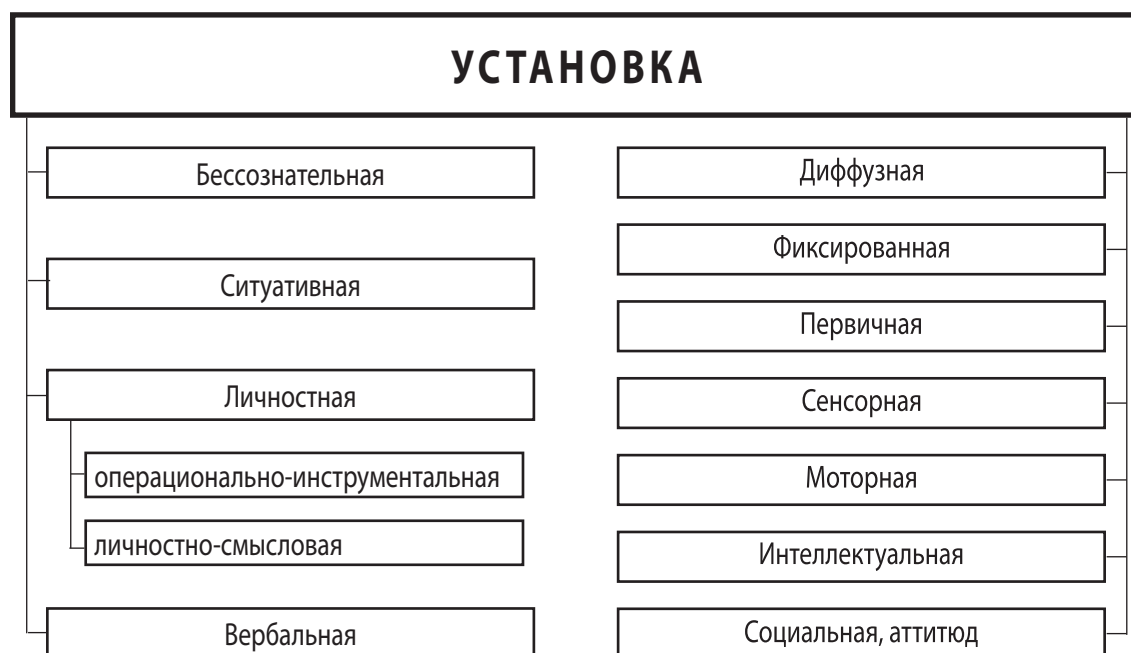 УСТАНОВКА
Бессознательная
Ситуативная
Личностная
операционально-инструментальная
личностно-смысловая
Вербальная
Диффузная
Фиксированная
Первичная
Сенсорная
Моторная
Интеллектуальная
Социальная, аттитюд